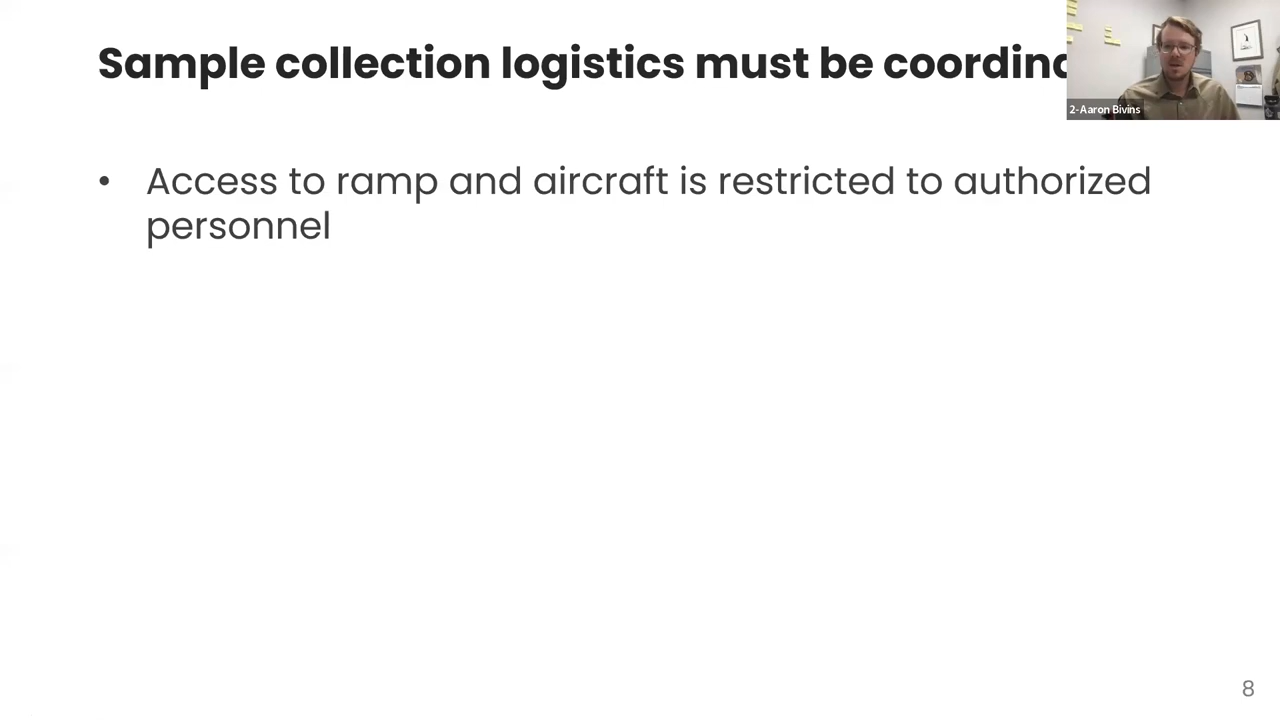 Sample collection logistics must be
2-Aaron Bivins
• Access to ramp and aircraft is restricted to authorized
personnel
8